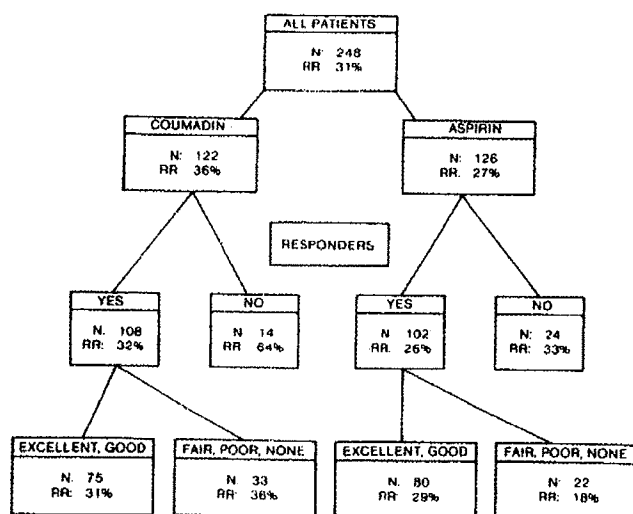 ALL PATIENTS
N: 248
RR 31%
COUMADIN
N: 122
RR 36%
ASPIRIN
N: 126
RR. 27%
RESPONDERS
YES
N. 108
RR: 32%
NO
N 14
RR 64%
YES
N. 102
RR: 26%
NO
N: 24
RR: 33%
EXCELLENT, GOOD
N. 75
RR: 31%
FAIR, POOR, NONE
N. 33
RR: 36%
EXCELLENT, GOOD
N. 80
RR: 29%
FAIR, POOR, NONE
N: 22
RR: 18%